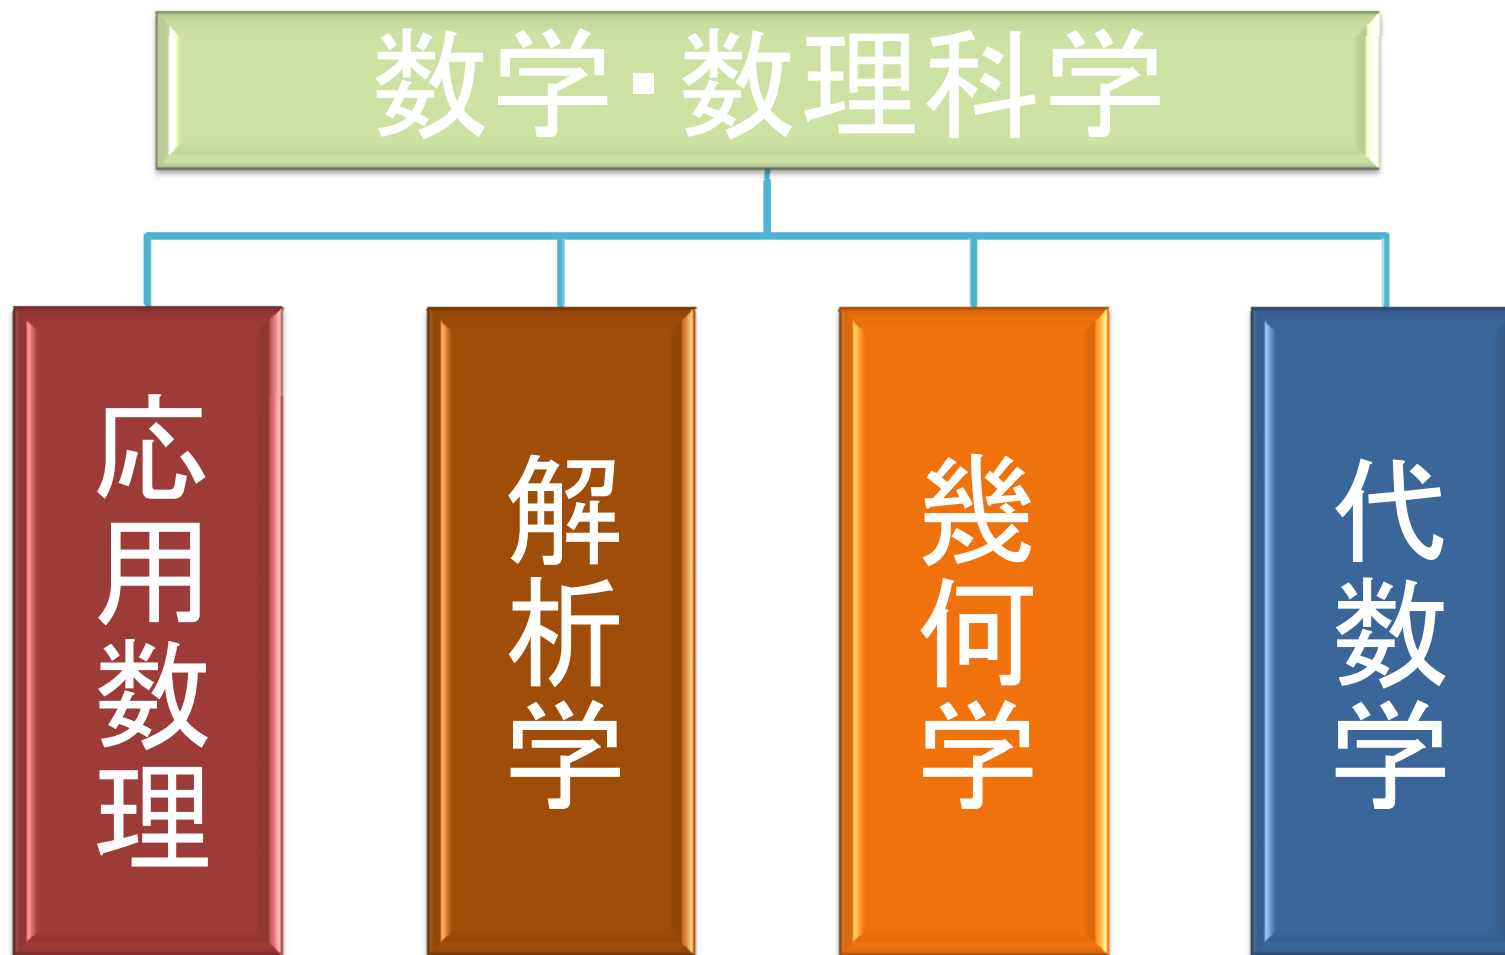 数学・数理科学
応用数理
解析学
幾何学
代数学